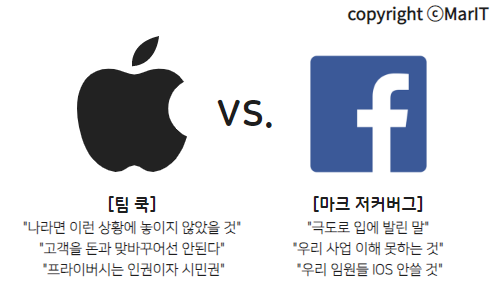 copyright ⓒMarIT
vs.
[팀 쿡]
"나라면 이런 상황에 놓이지 않았을 것"
"고객을 돈과 맞바꾸어선 안된다"
"프라이버시는 인권이자 시민권"
[마크 저커버그]
"극도로 입에 발린 말"
"우리 사업 이해 못하는 것"
"우리 임원들 IOS 안쓸 것"